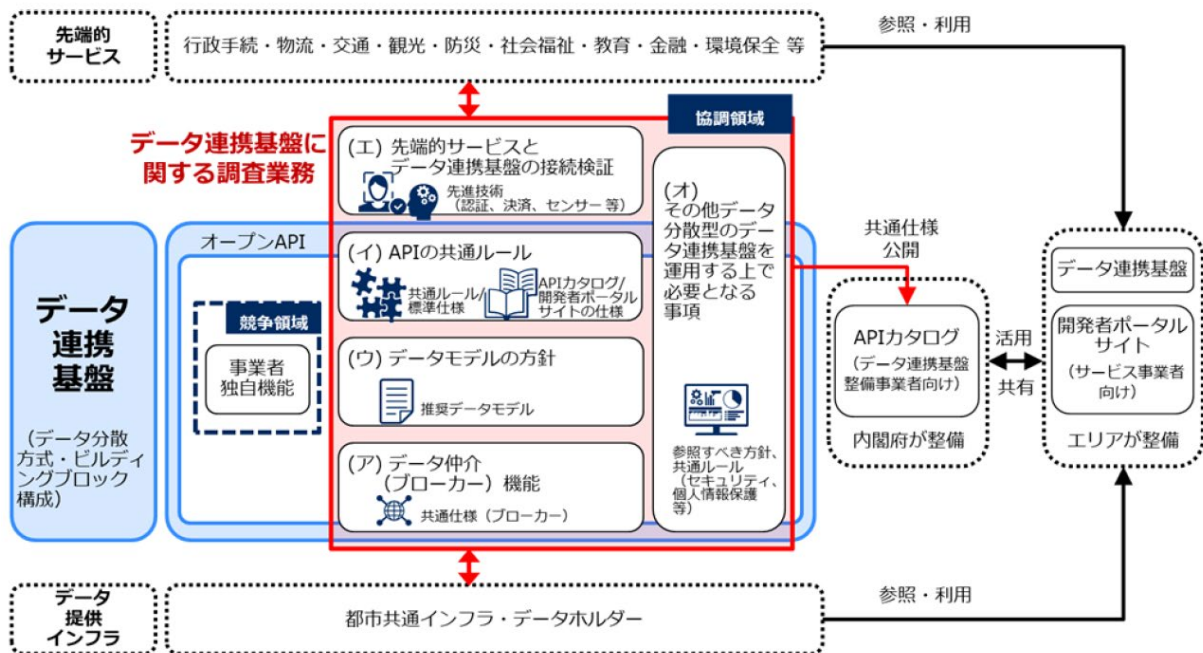 先端的
サービス
行政手続・物流・交通・観光・防災・社会福祉・教育・金融・環境保全 等
参照・利用
データ連携基盤に
関する調査業務
協調領域
(エ) 先端的サービスと
データ連携基盤の接続検証
先進技術
（認証、決済、センサー 等）
(オ)
その他データ
分散型のデー
タ連携基盤を
運用する上で
必要となる
事項
参照すべき方針、
共通ルール
（セキュリティ、
個人情報保護
等）
データ
連携
基盤
（データ分散
方式・ビルディ
ングブロック
構成）
オープンAPI
競争領域
事業者
独自機能
(イ) APIの共通ルール
共通ルール/
標準仕様
APIカタログ/
開発者ポータル
サイトの仕様
(ウ) データモデルの方針
推奨データモデル
(ア) データ仲介
（ブローカー）機能
共通仕様（ブローカー）
共通仕様
公開
APIカタログ
（データ連携基盤
整備事業者向け）
内閣府が整備
活用
共有
データ連携基盤
開発者ポータル
サイト
（サービス事業者
向け）
エリアが整備
データ
提供
インフラ
都市共通インフラ・データホルダー
参照・利用